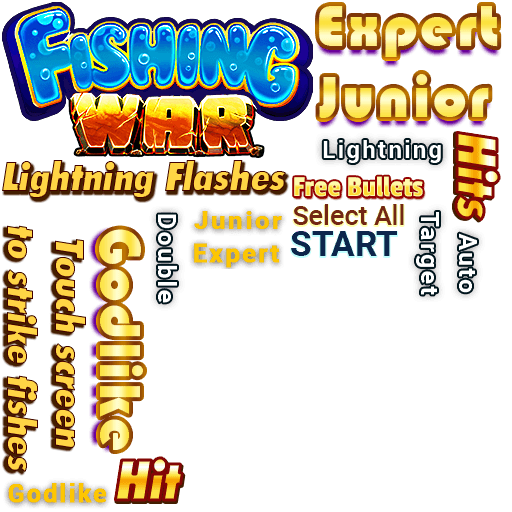 FISHING
WAR
Expert
Junior
Lightning
Hits
Lightning Flashes
Free Bullets
Select All
START
Junior
Expert
Double
Target
Auto
Godlike
Touch screen
to strike fishes
Godlike
Hit